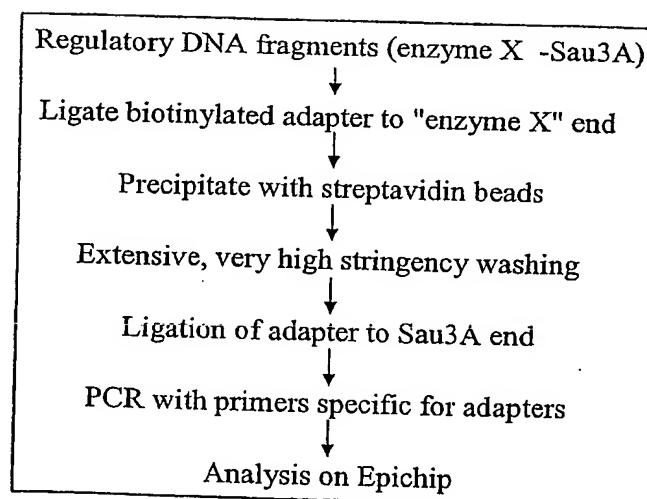 Regulatory DNA fragments (enzyme X -Sau3A)
Ligate biotinylated adapter to "enzyme X" end
Precipitate with streptavidin beads
Extensive, very high stringency washing
Ligation of adapter to Sau3A end
PCR with primers specific for adapters
Analysis on Epichip